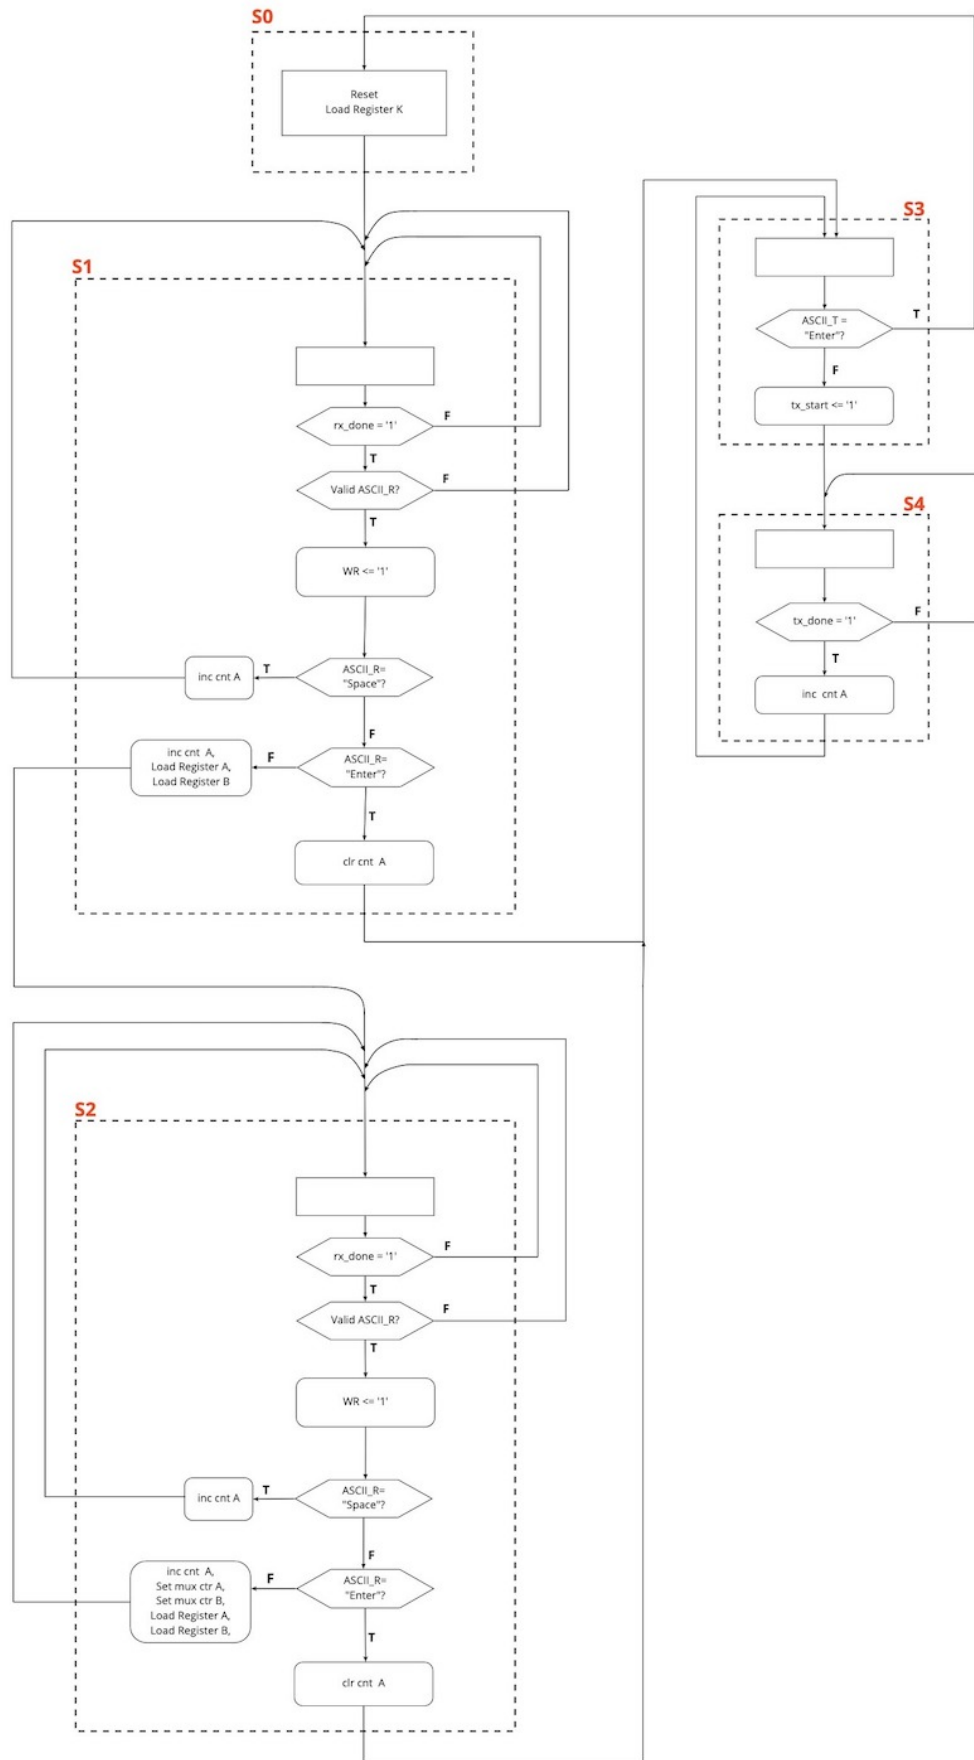 S0
Reset
Load Register K
S1
rx_done = '1'
F
T
Valid ASCII_R?
F
T
WR <= '1'
ASCII_R=
"Space"?
T
inc cnt A
F
ASCII_R=
"Enter"?
F
inc cnt A,
Load Register A,
Load Register B
T
clr cnt A
S2
rx_done = '1'
F
T
Valid ASCII_R?
F
T
WR <= '1'
ASCII_R=
"Space"?
T
inc cnt A
F
ASCII_R=
"Enter"?
F
inc cnt A,
Set mux ctr A,
Set mux ctr B,
Load Register A,
Load Register B,
T
clr cnt A
S3
ASCII_T =
"Enter"?
T
F
tx_start <= '1'
S4
tx_done = '1'
F
T
inc cnt A